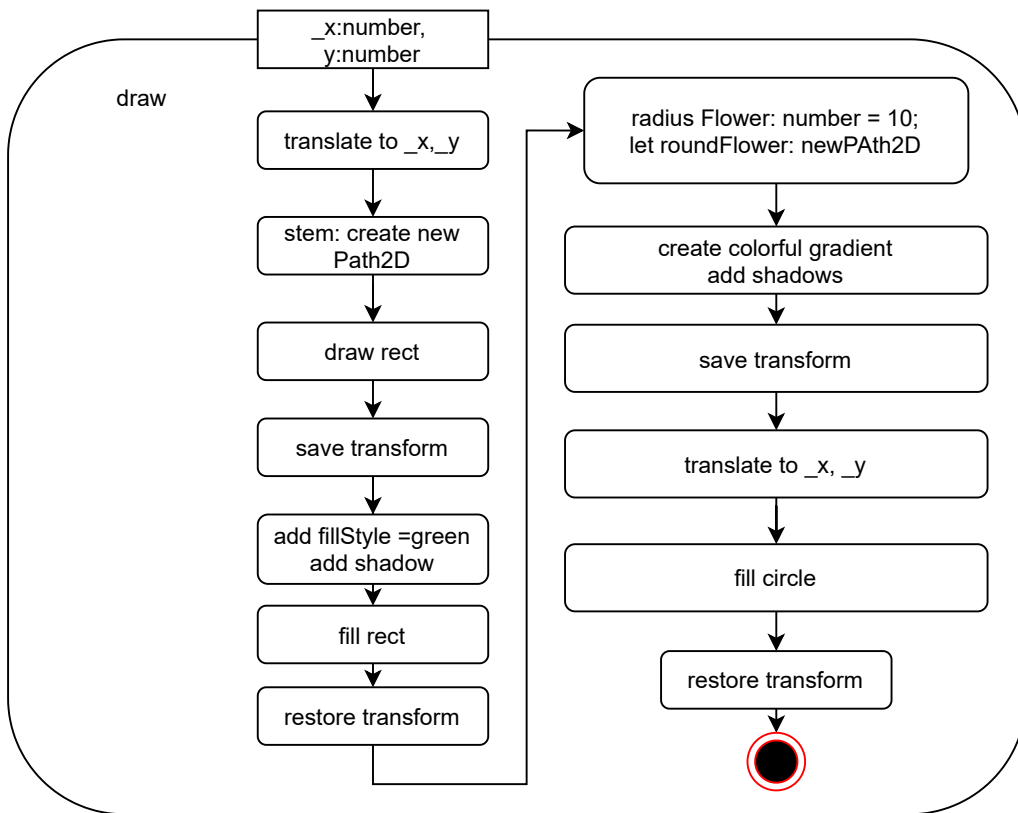 _x:number,
y:number
draw
translate to _x,_y
stem: create new
Path2D
draw rect
save transform
add fillStyle =green
add shadow
fill rect
restore transform
radius Flower: number = 10;
let roundFlower: newPAth2D
create colorful gradient
add shadows
save transform
translate to _x, _y
fill circle
restore transform